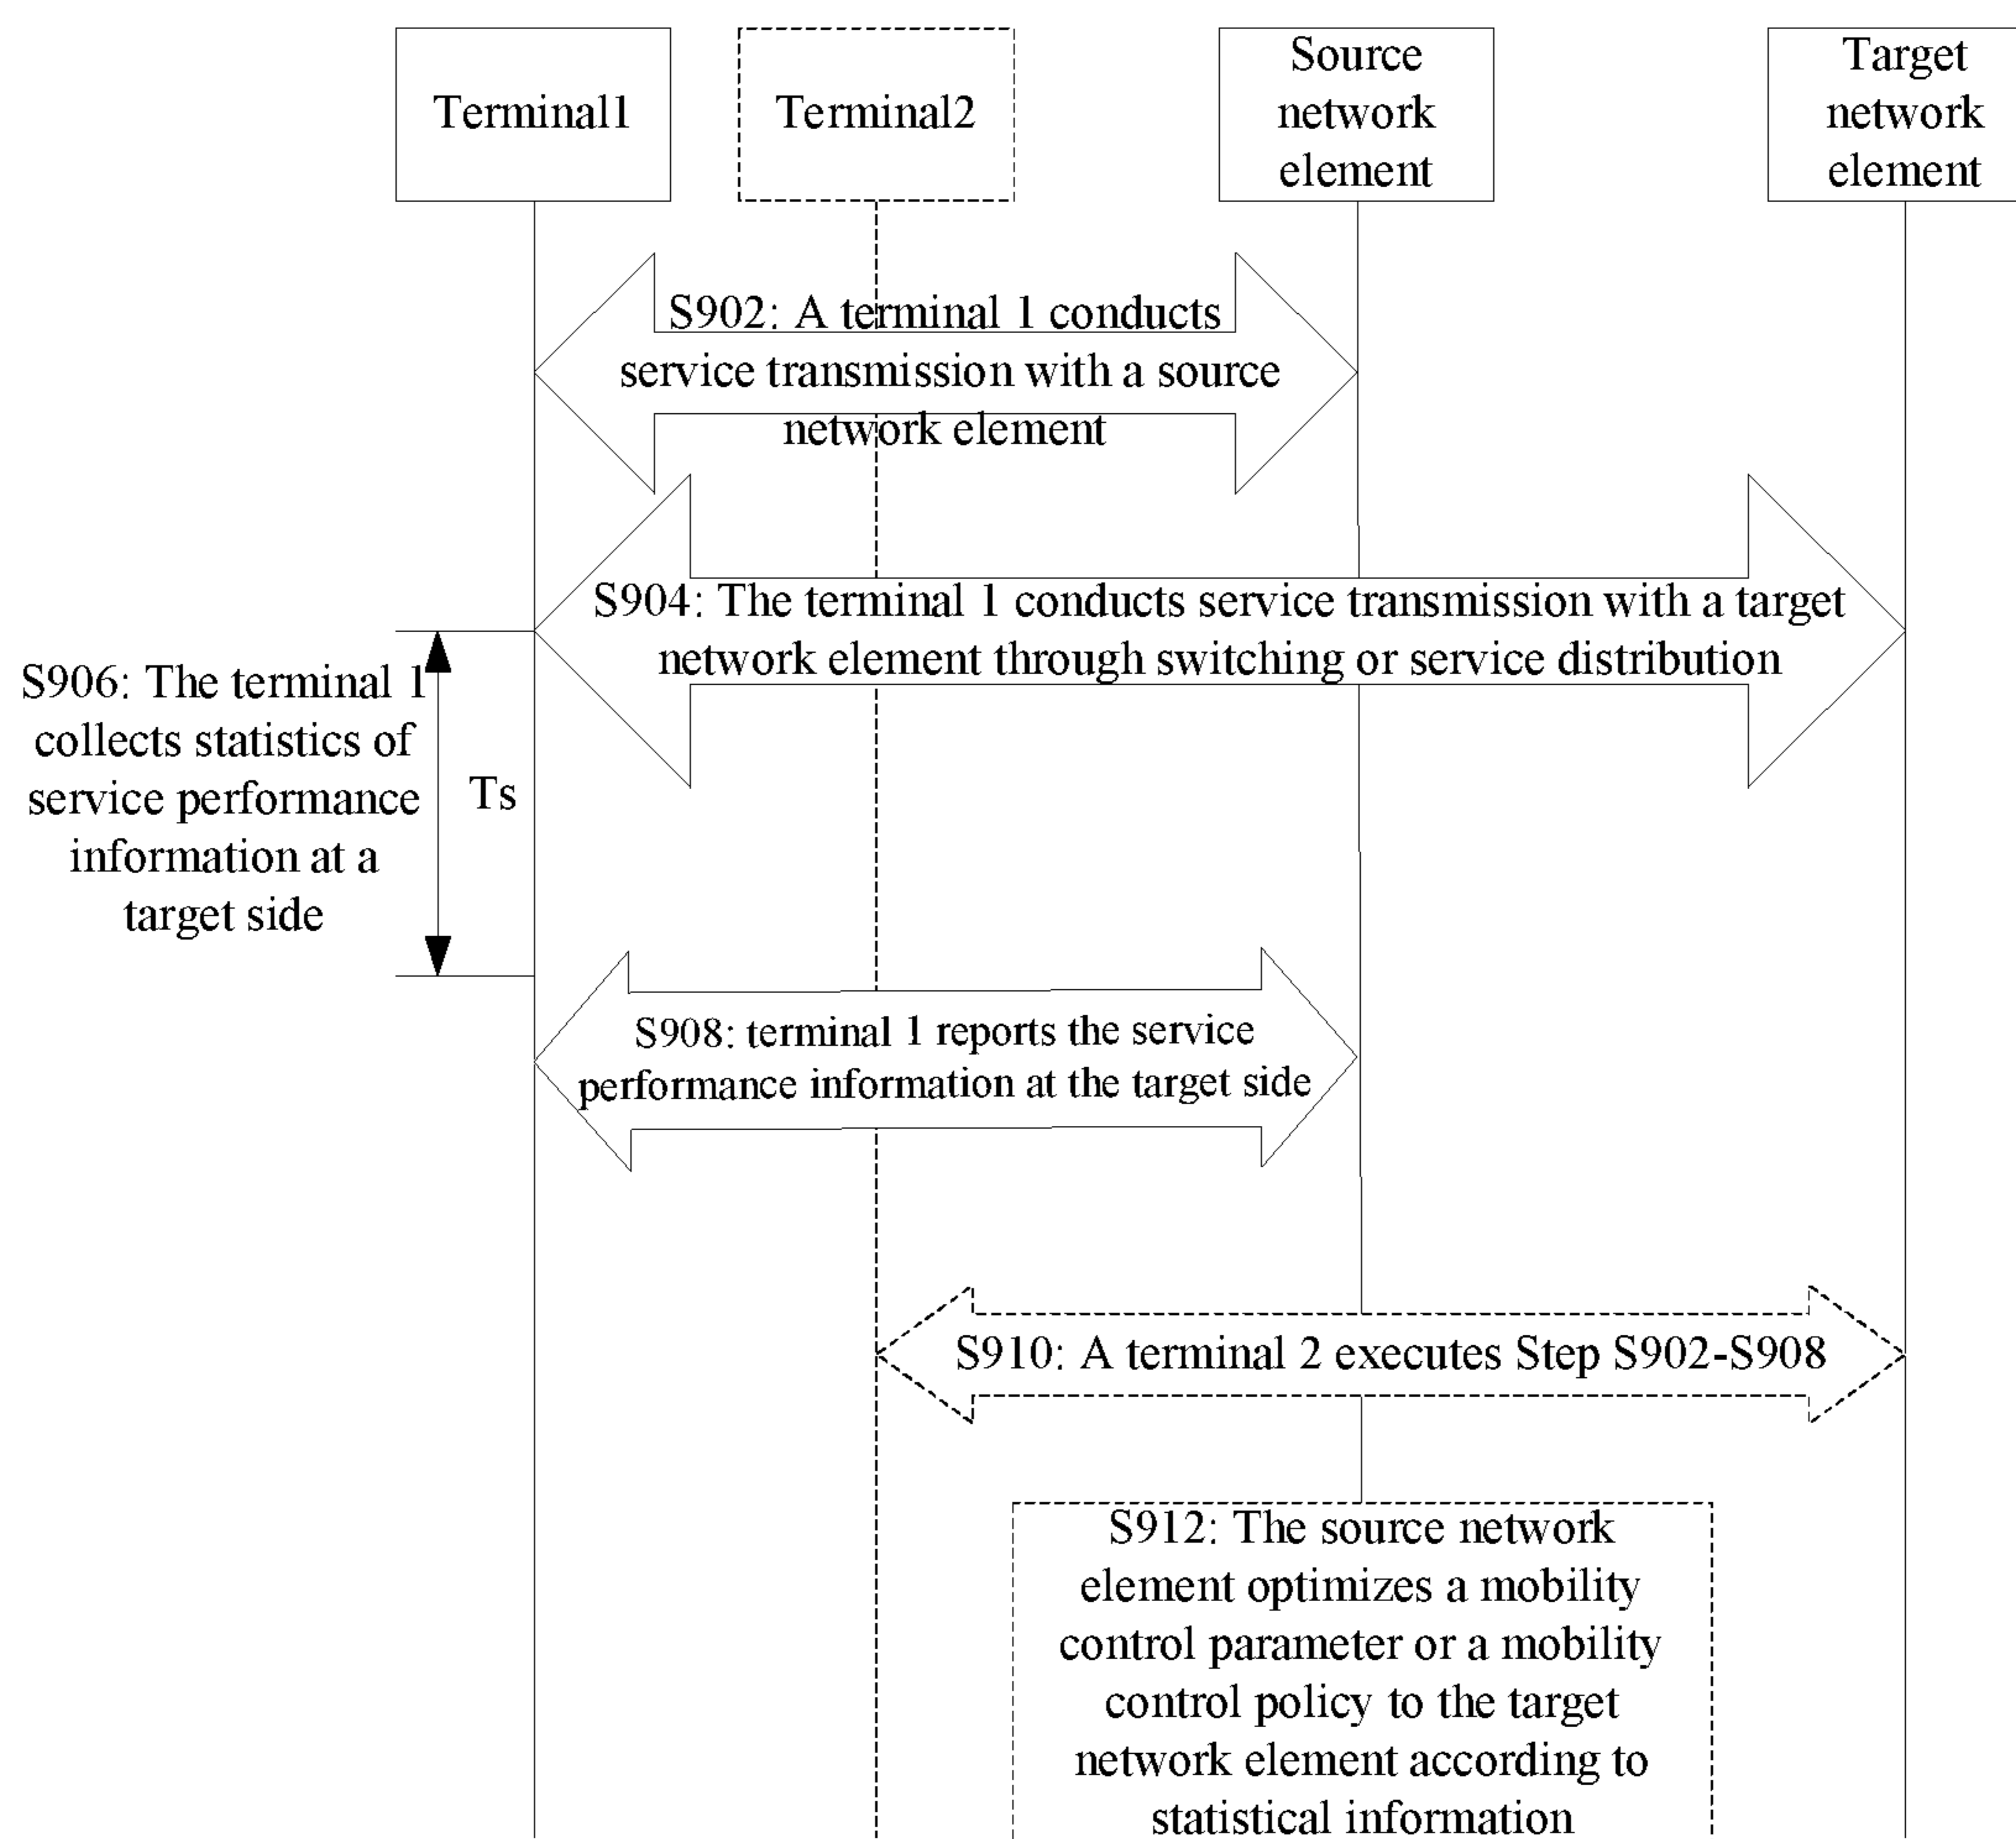 Terminal1
Terminal2
Source
network
element
Target
network
element
S902: A terminal 1 conducts
service transmission with a source
network element
S904: The terminal 1 conducts service transmission with a target
network element through switching or service distribution
S906: The terminal 1
collects statistics of
service performance
information at a
target side
Ts
S908: terminal 1 reports the service
performance information at the target side
S910: A terminal 2 executes Step S902-S908
S912: The source network
element optimizes a mobility
control parameter or a mobility
control policy to the target
network element according to
statistical information